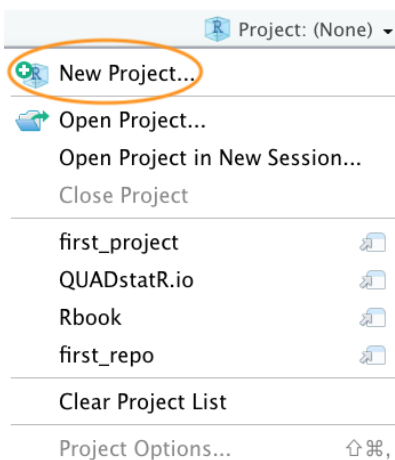 Project: (None)
New Project...
Open Project...
Open Project in New Session...
Close Project
first_project
QUADstatR.io
Rbook
first_repo
Clear Project List
Project Options... ⇧⌘,